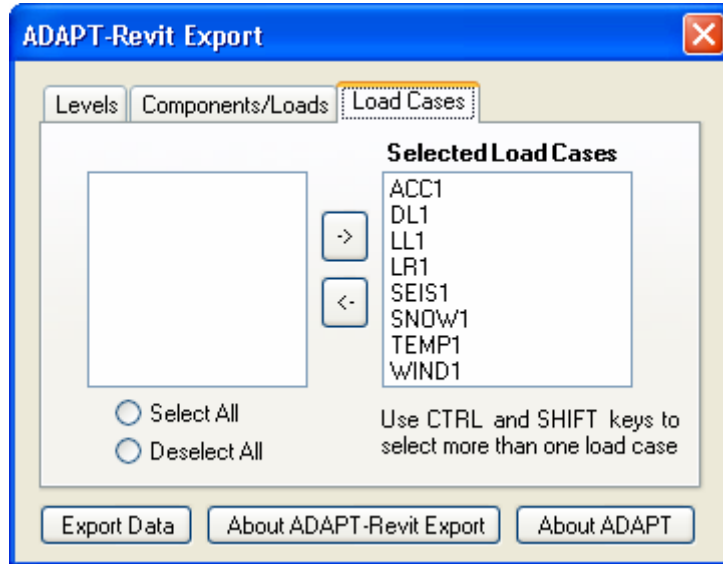 ADAPT-Revit Export
Levels Components/Loads Load Cases
Selected Load Cases
ACC1
DL1
LL1
LR1
SEIS1
SNOW1
TEMP1
WIND1
->
<-
Select All
Deselect All
Use CTRL and SHIFT keys to
select more than one load case
Export Data About ADAPT-Revit Export About ADAPT